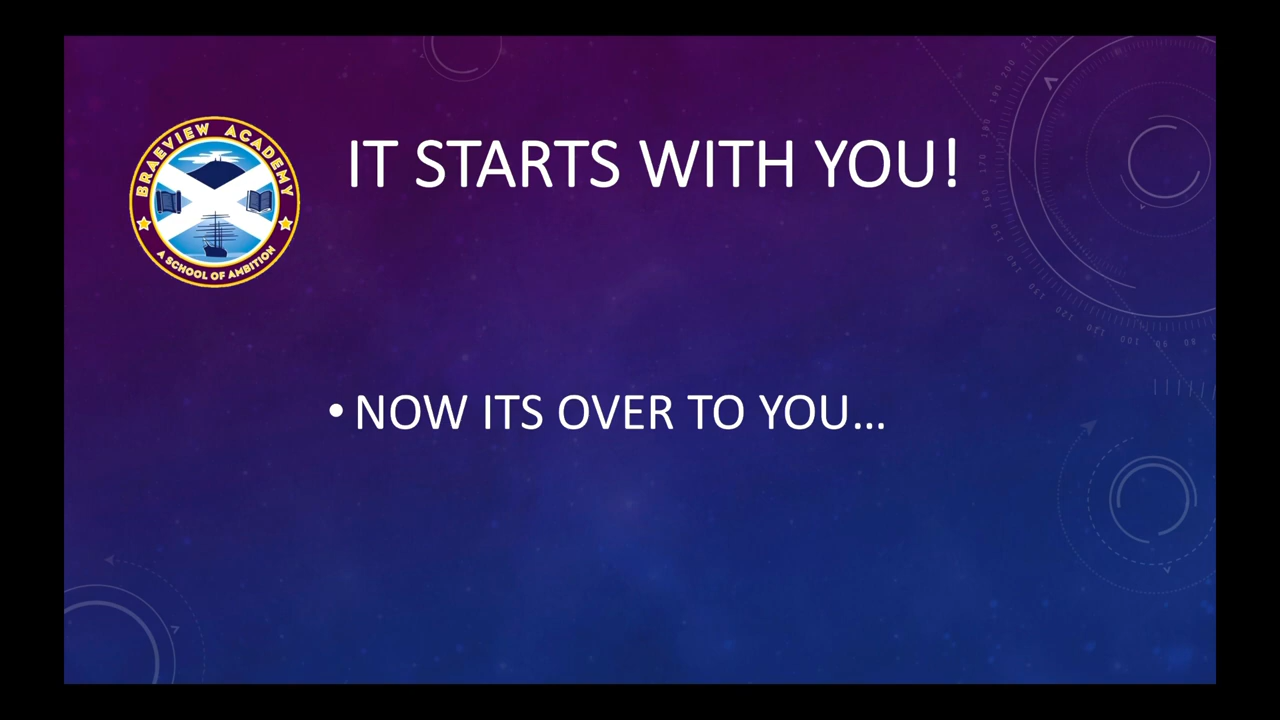 BRAEVIEW ACADEMY
A SCHOOL OF AMBITION
IT STARTS WITH YOU!
• NOW ITS OVER TO YOU...